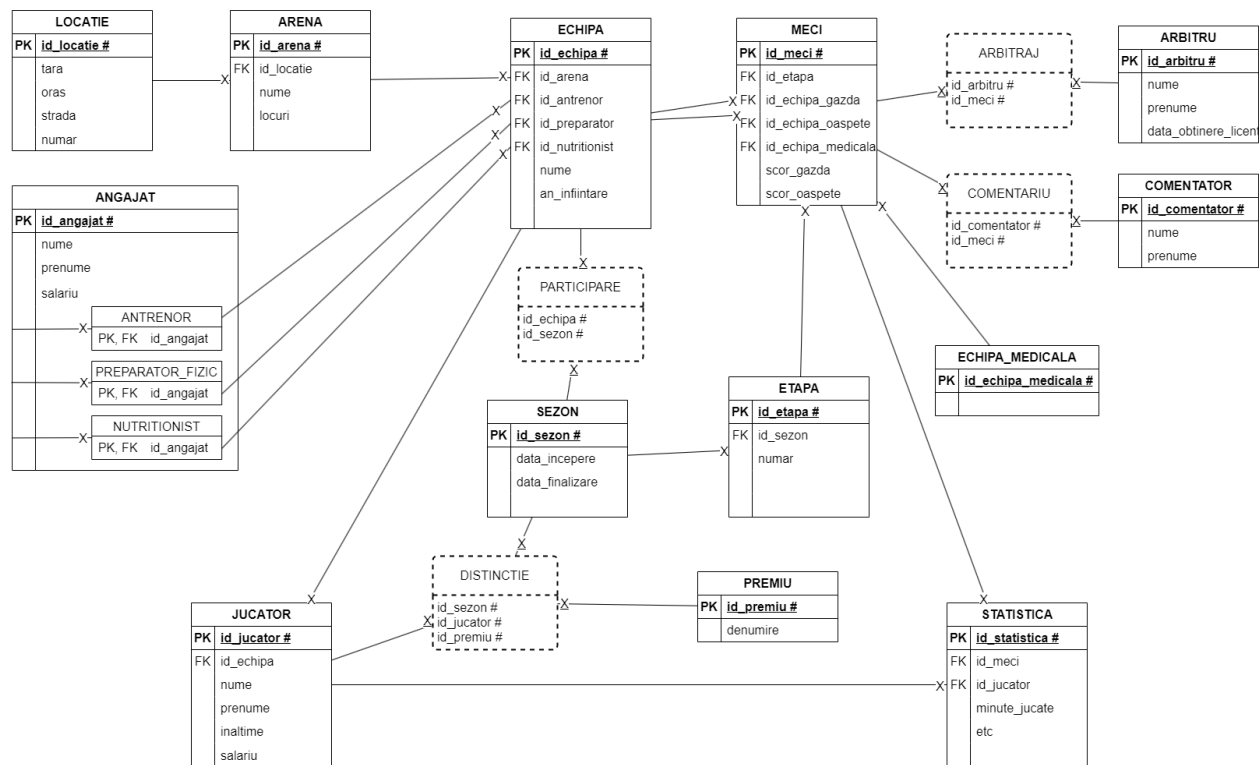 LOCATIE
PK id_locatie #
tara
oras
strada
numar
ARENA
PK id_arena #
FK id_locatie
nume
locuri
ECHIPA
PK id_echipa #
FK id_arena
FK id_antrenor
FK id_preparator
FK id_nutritionist
nume
an_infiintare
MECI
PK id_meci #
FK id_etapa
FK id_echipa_gazda
FK id_echipa_oaspete
FK id_echipa_medicala
scor_gazda
scor_oaspete
ARBITRAJ
id_arbitru #
id_meci #
ARBITRU
PK id_arbitru #
nume
prenume
data_obtinere_licent
ANGAJAT
PK id_angajat #
nume
prenume
salariu
ANTRENOR
PK, FK id_angajat
PREPARATOR_FIZIC
PK, FK id_angajat
NUTRITIONIST
PK, FK id_angajat
COMENTARIU
id_comentator #
id_meci #
COMENTATOR
PK id_comentator #
nume
prenume
PARTICIPARE
id_echipa #
id_sezon #
ECHIPA_MEDICALA
PK id_echipa_medicala #
SEZON
PK id_sezon #
data_incepere
data_finalizare
ETAPA
PK id_etapa #
FK id_sezon
numar
DISTINCTIE
id_sezon #
id_jucator #
id_premiu #
PREMIU
PK id_premiu #
denumire
JUCATOR
PK id_jucator #
FK id_echipa
nume
prenume
inaltime
salariu
STATISTICA
PK id_statistica #
FK id_meci
FK id_jucator
minute_jucate
etc